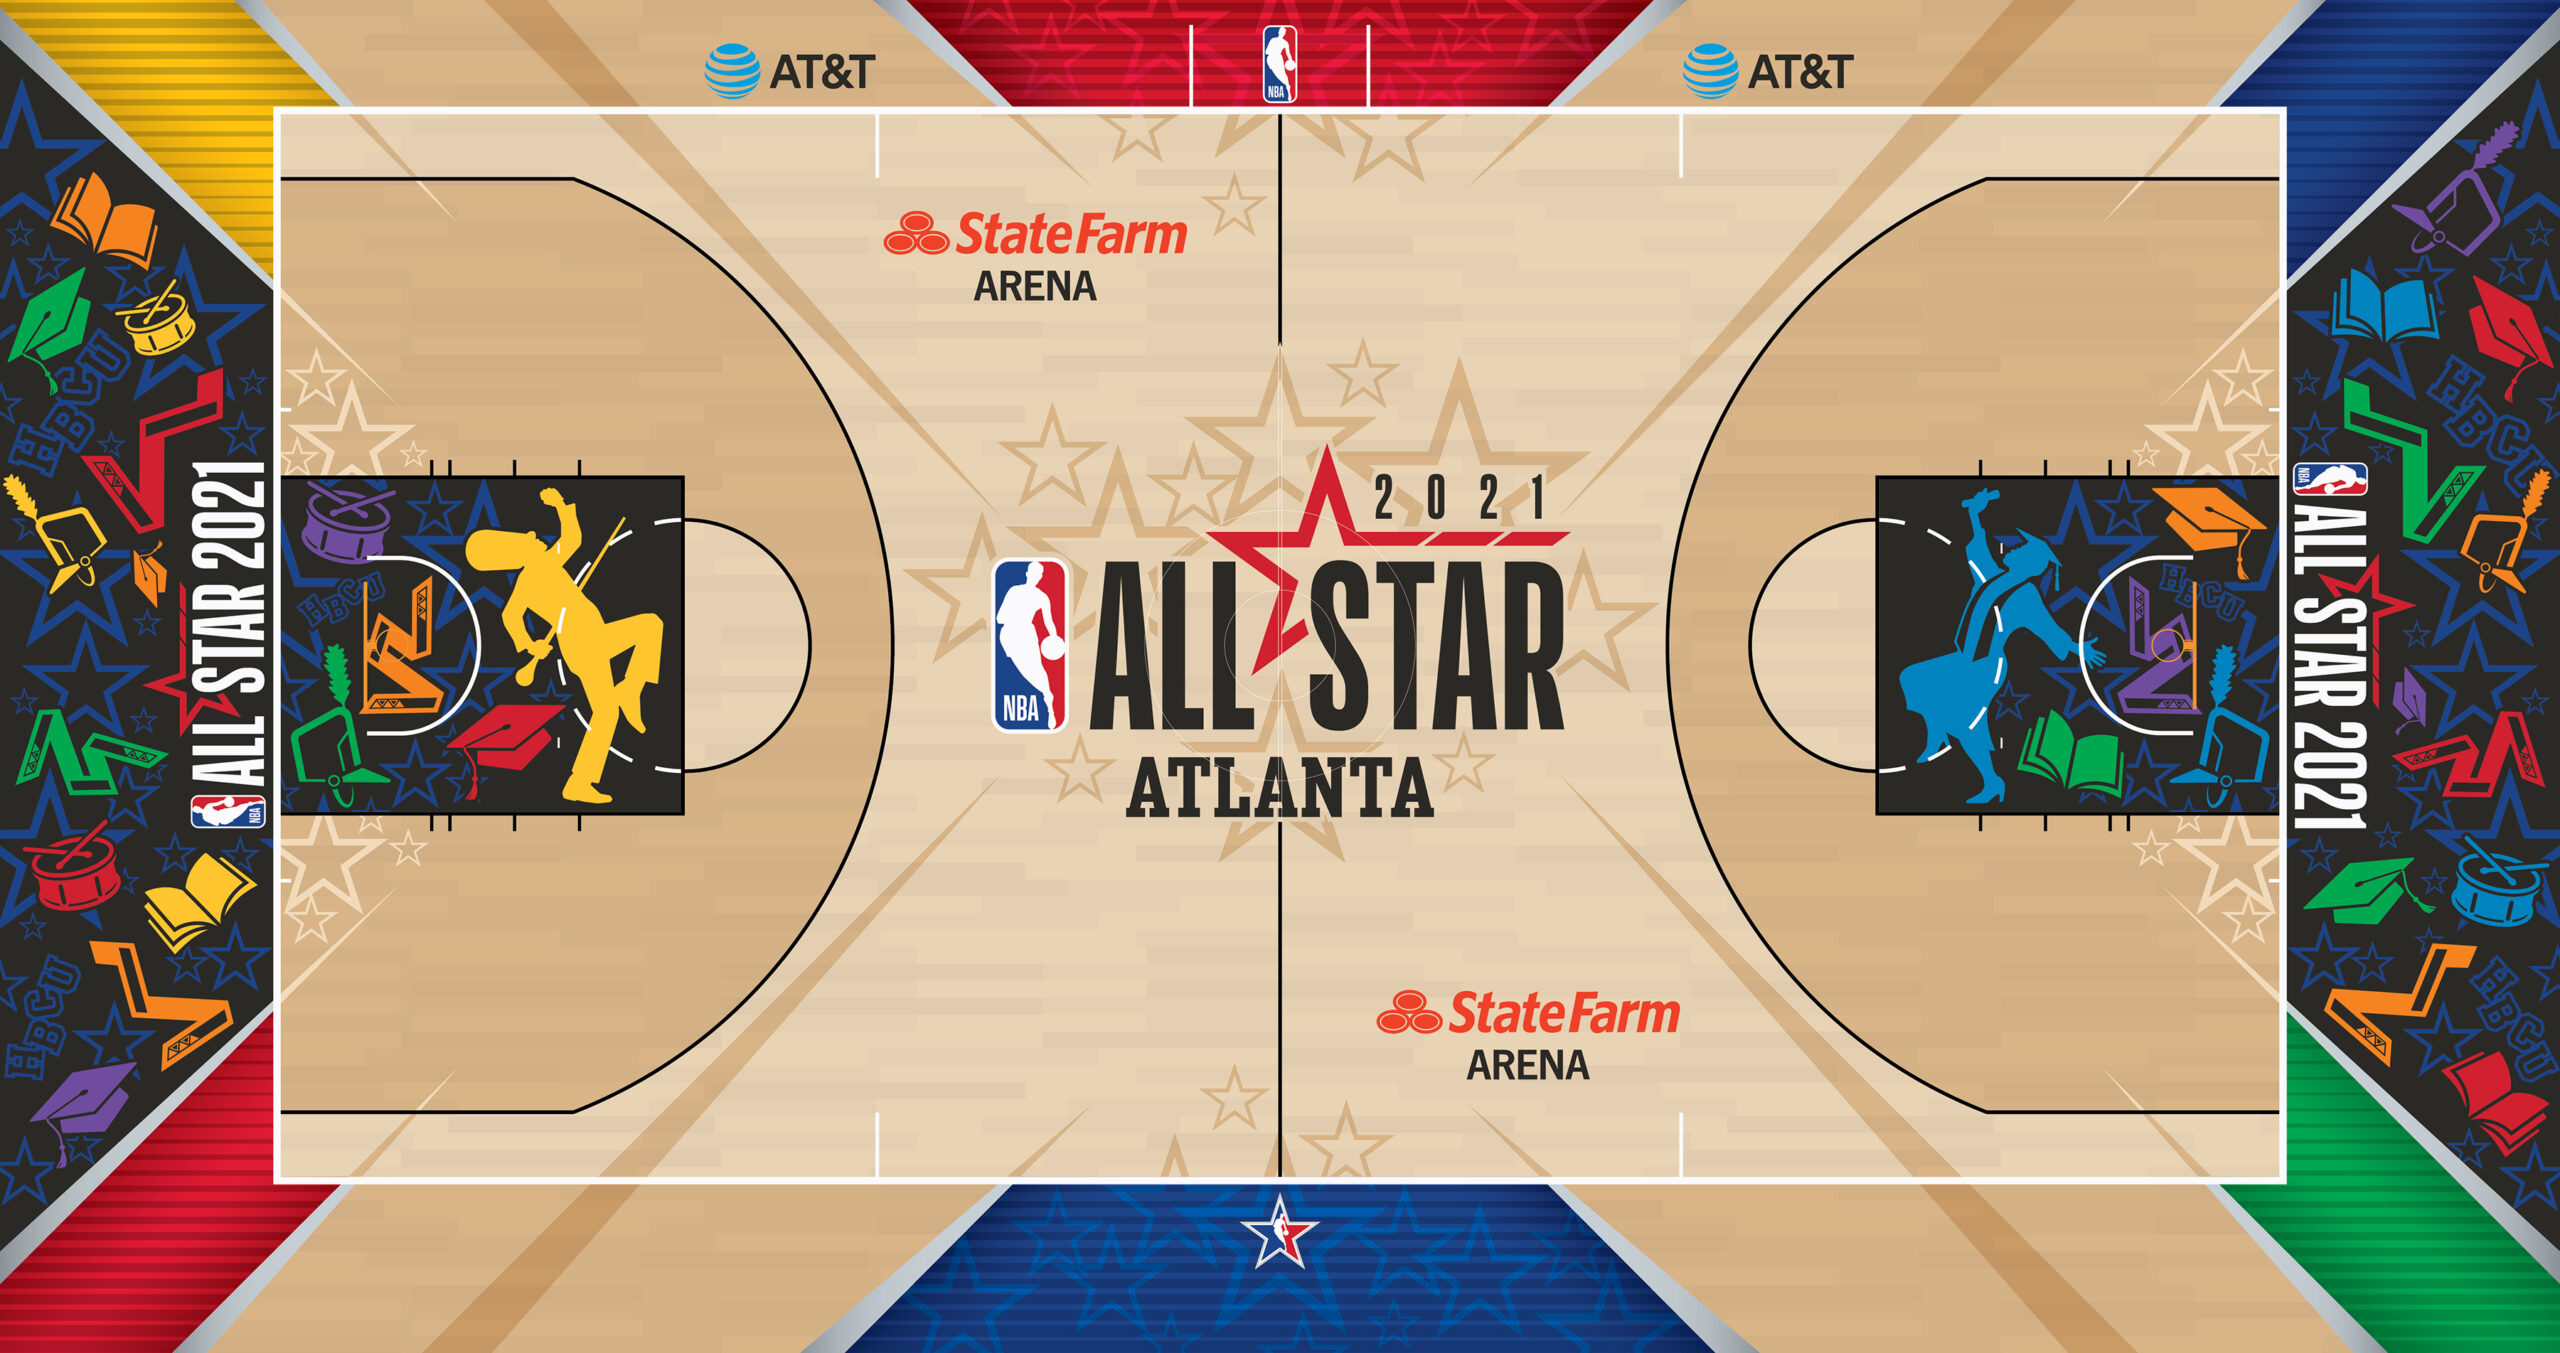 AT&T
NBA
AT&T
State Farm
ARENA
HBCU
HBCU
ALL STAR 2021
NBA
HBCU
2021
NBA
ALL STAR
ATLANTA
HBCU
NBA
ALL STAR 2021
HBCU
HBCU
State Farm
ARENA